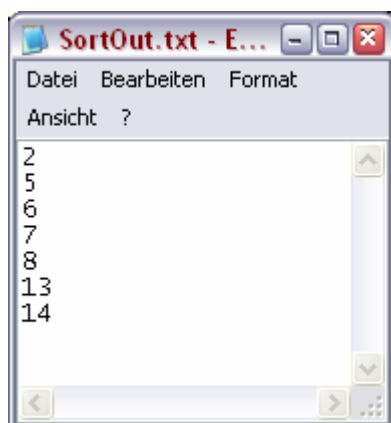 SortOut.txt - E...
Datei Bearbeiten Format
Ansicht ?
2
5
6
7
8
13
14